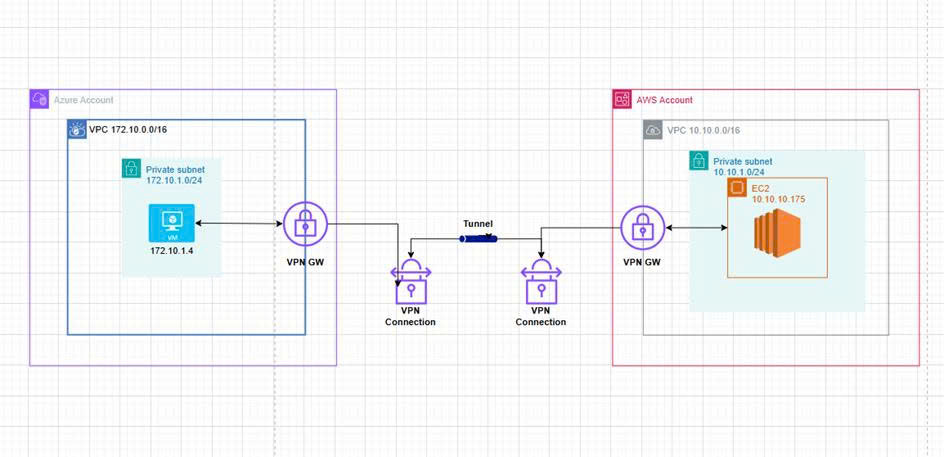 Azure Account
VPC 172.10.0.0/16
Private subnet
172.10.1.0/24
VM
172.10.1.4
VPN GW
VPN
Connection
Tunnel
VPN
Connection
AWS Account
VPC 10.10.0.0/16
Private subnet
10.10.1.0/24
EC2
10.10.10.175
VPN GW